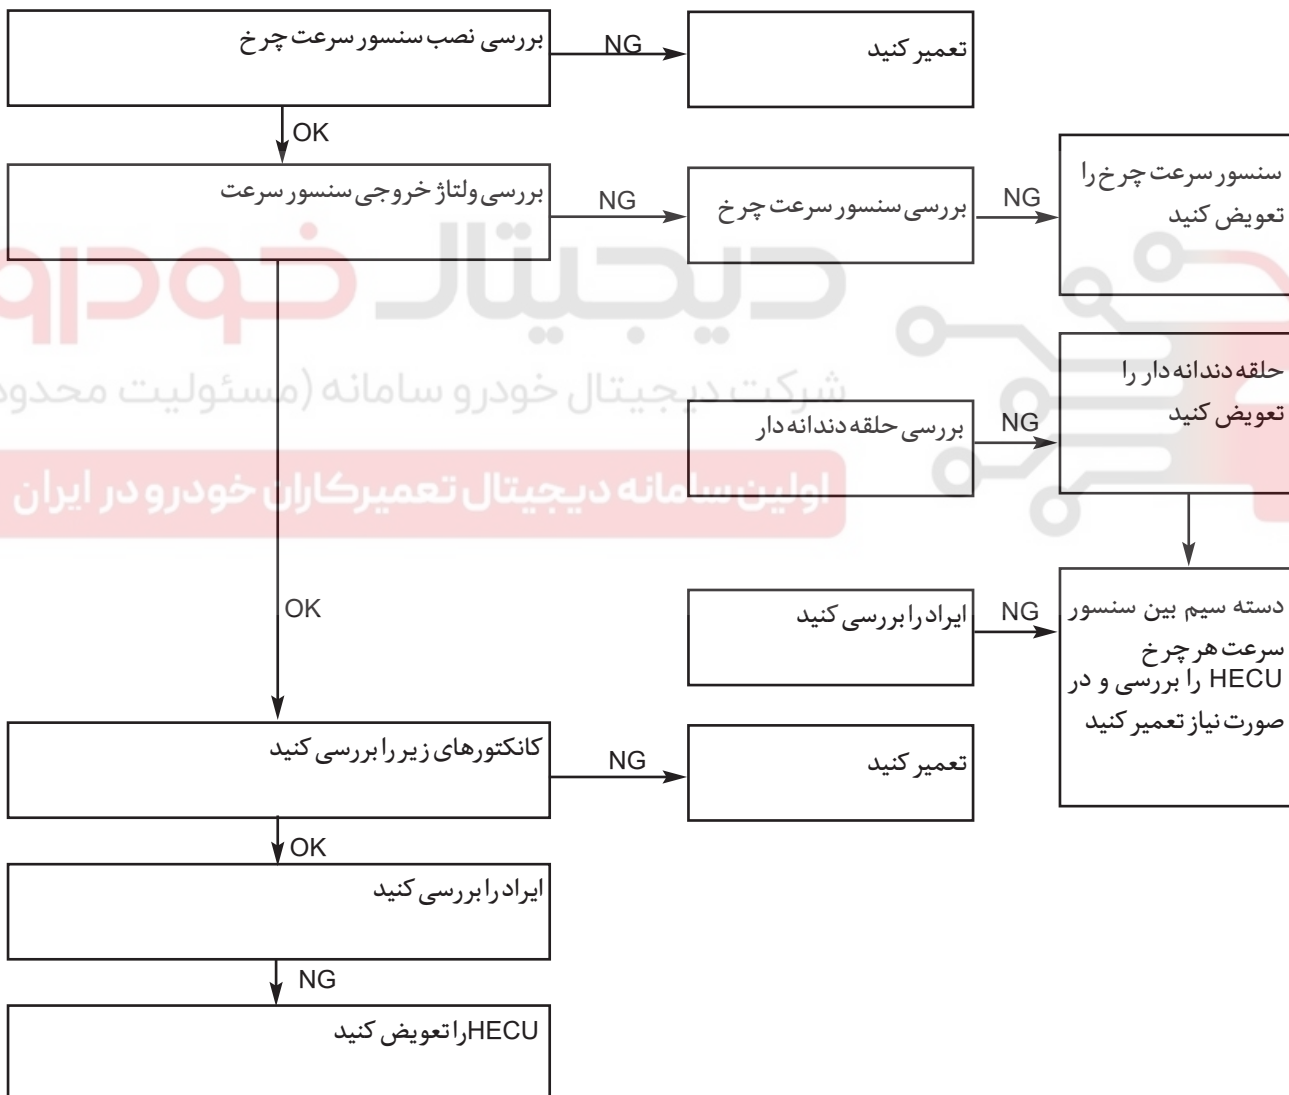 بررسی نصب سنسور سرعت چرخ
NG
تعمیر کنید
OK
بررسی ولتاژ خروجی سنسور سرعت
NG
بررسی سنسور سرعت چرخ
NG
سنسور سرعت چرخ را
تعویض کنید
دیجیتال خودرو
شرکت دیجیتال خودرو سامانه (مسئولیت محدود
اولین سامانه دیجیتال تعمیرکاران خودرو در ایران
بررسی حلقه دندانه دار
NG
حلقه دندانه دار را
تعویض کنید
OK
ایراد را بررسی کنید
NG
دسته سیم بین سنسور
سرعت هر چرخ
HECU را بررسی و در
صورت نیاز تعمیر کنید
کانکتورهای زیر را بررسی کنید
NG
تعمیر کنید
OK
ایراد را بررسی کنید
NG
HECU را تعویض کنید